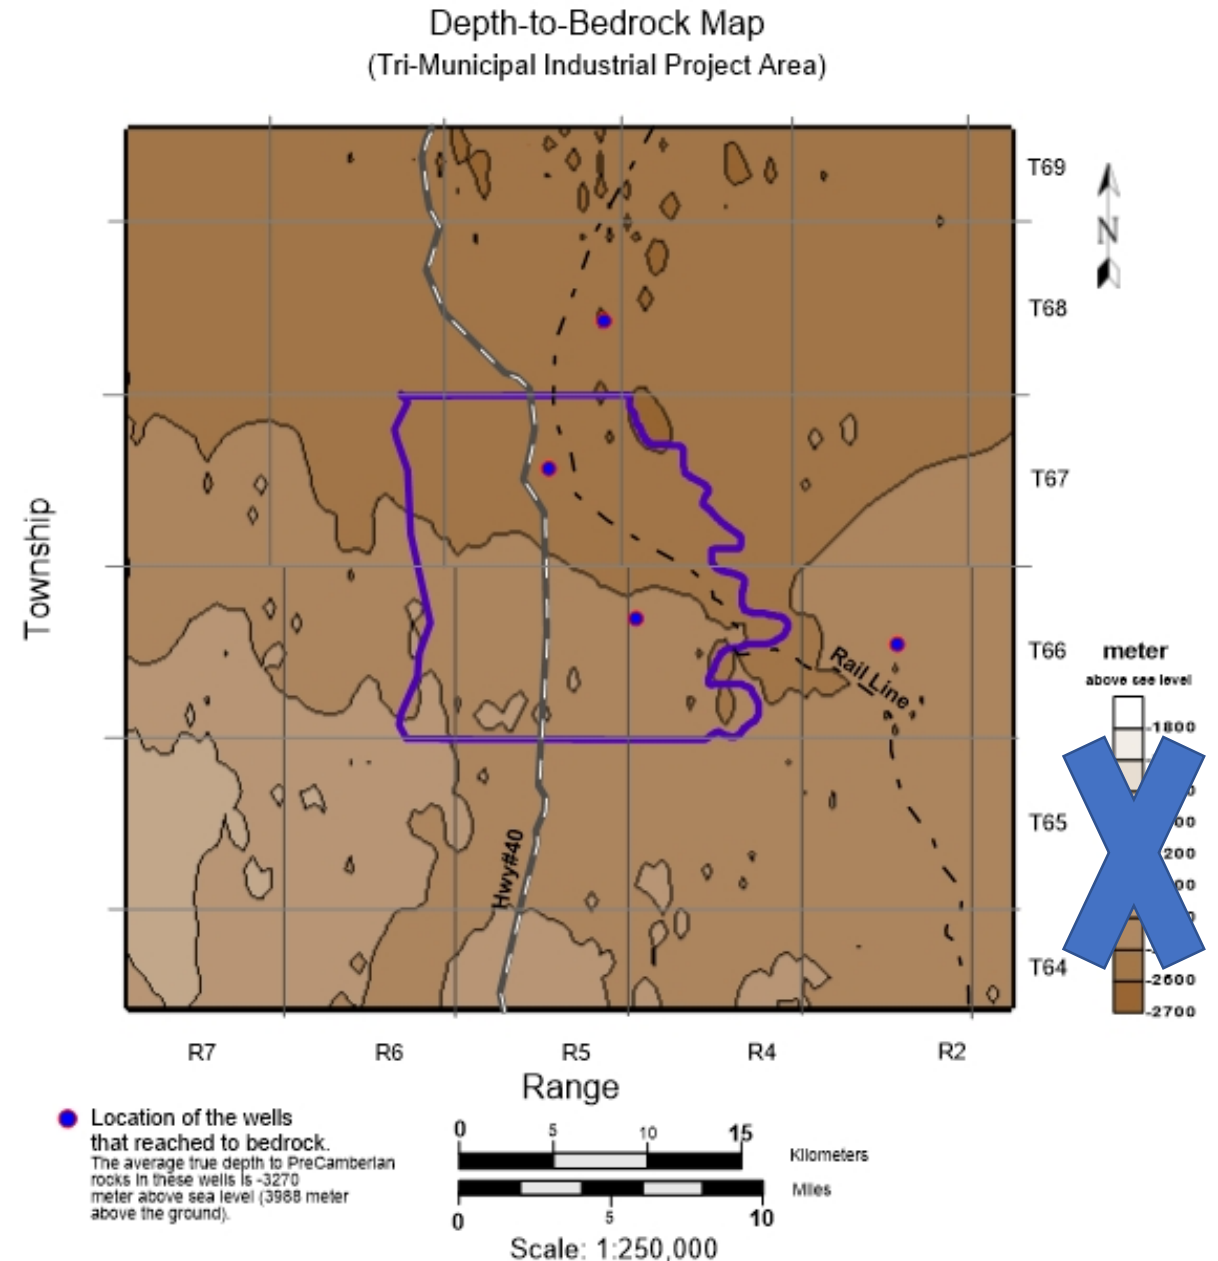 Depth-to-Bedrock Map
(Tri-Municipal Industrial Project Area)
T69
N
T68
T67
Township
T66
Rail Line
meter
above see level
-1800
T65
Hwy#40
T64
-2600
-2700
R7 R6 R5 R4 R2
Range
Location of the wells
that reached to bedrock.
The average true depth to PreCamberian
rocks in these wells is -3270
meter above sea level (3988 meter
above the ground).
0 5 10 15
Kilometers
Miles
0 5 10
Scale: 1:250,000